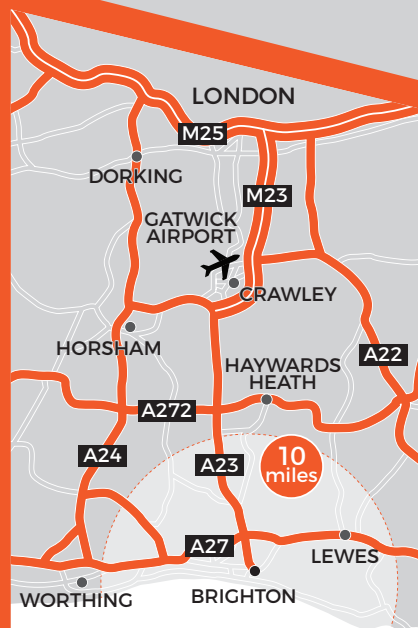 LONDON
M25
DORKING
M23
GATWICK
AIRPORT
CRAWLEY
HORSHAM
A22
HAYWARDS
HEATH
A272
A24
A23
10
miles
A27
LEWES
WORTHING
BRIGHTON